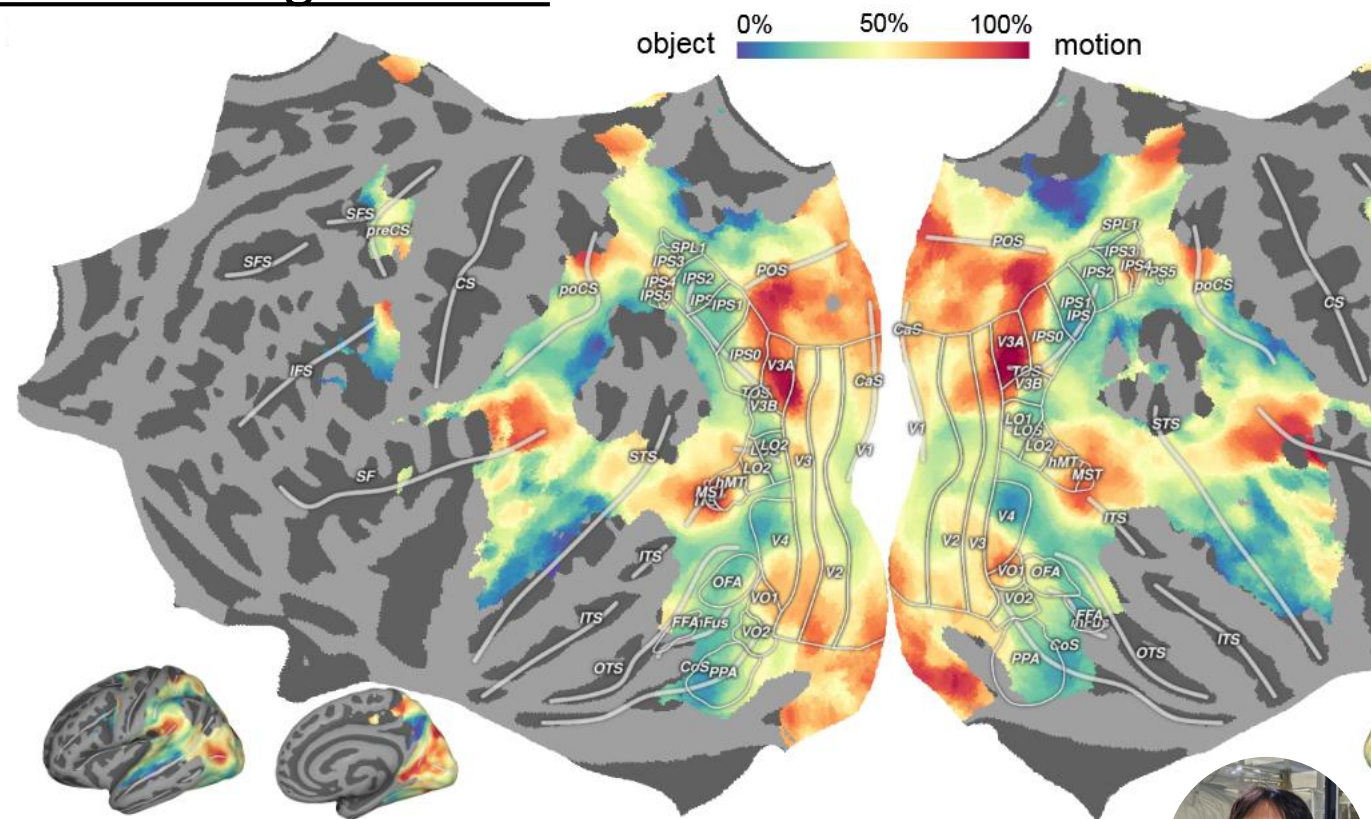 0% 50% 100%
object motion
SFS
preCS
SFS
CS
poCS
IFS
SF
STS
ITS
ITS
OTS
SPL1
IPS3
IPS2
IPS4
IPS5
IPS1
POS
IPS0
V3A
V3B
CaS
LO2
LO2
V3
V1
hMT
MST
V4
V2
OFA
VO1
FFA
VO2
CoS PPA
POS
SPL1
IPS3
IPS4 IPS5
IPS2
IPS1
IPS
poCS
CS
CaS
V3A
IPS0
V3B
V1
LO1
LO2
hMT
MST
STS
V4
ITS
V2 V3
VO1 OFA
VO2
FFA
CoS
PPA
OTS
ITS